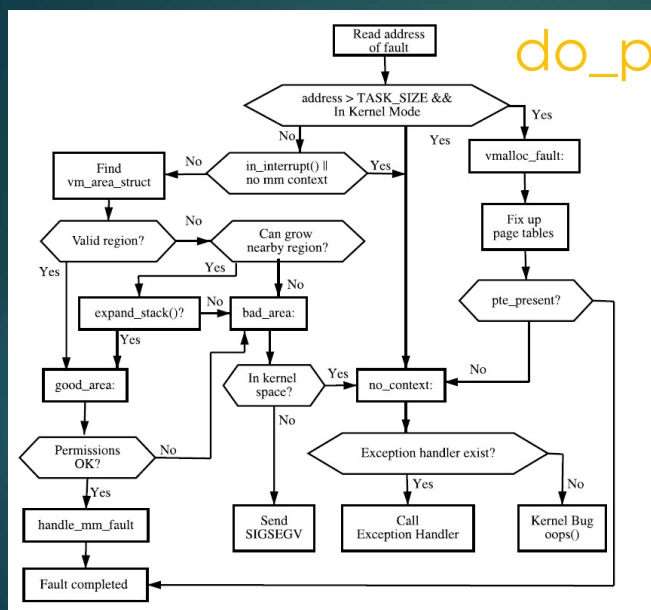 do_p
Read address
of fault
address > TASK_SIZE &&
In Kernel Mode
Yes
No
Yes
Find
vm_area_struct
No
in_interrupt() ||
no mm context
Yes
vmalloc_fault:
Valid region?
No
Can grow
nearby region?
Fix up
page tables
Yes
Yes
No
expand_stack()?
No
bad_area:
pte_present?
Yes
good_area:
In kernel
space?
Yes
no_context:
No
No
Permissions
OK?
No
Exception handler exist?
Yes
Yes
No
handle_mm_fault
Send
SIGSEGV
Call
Exception Handler
Kernel Bug
oops()
Fault completed